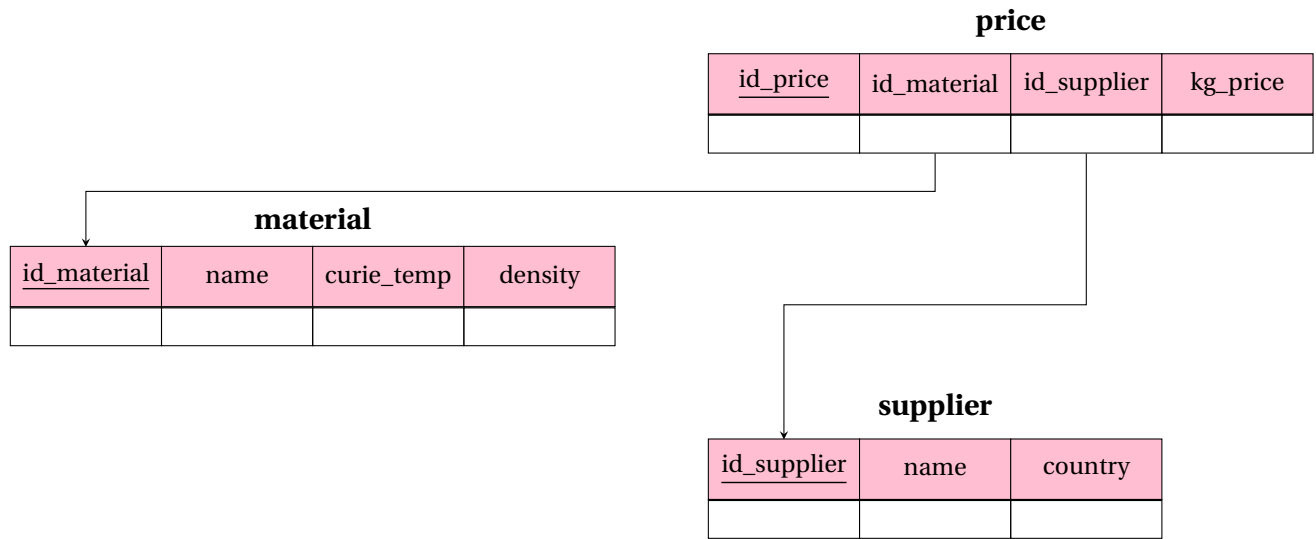 price
id_price id_material id_supplier kg_price
material
id_material name curie_temp density
supplier
id_supplier name country